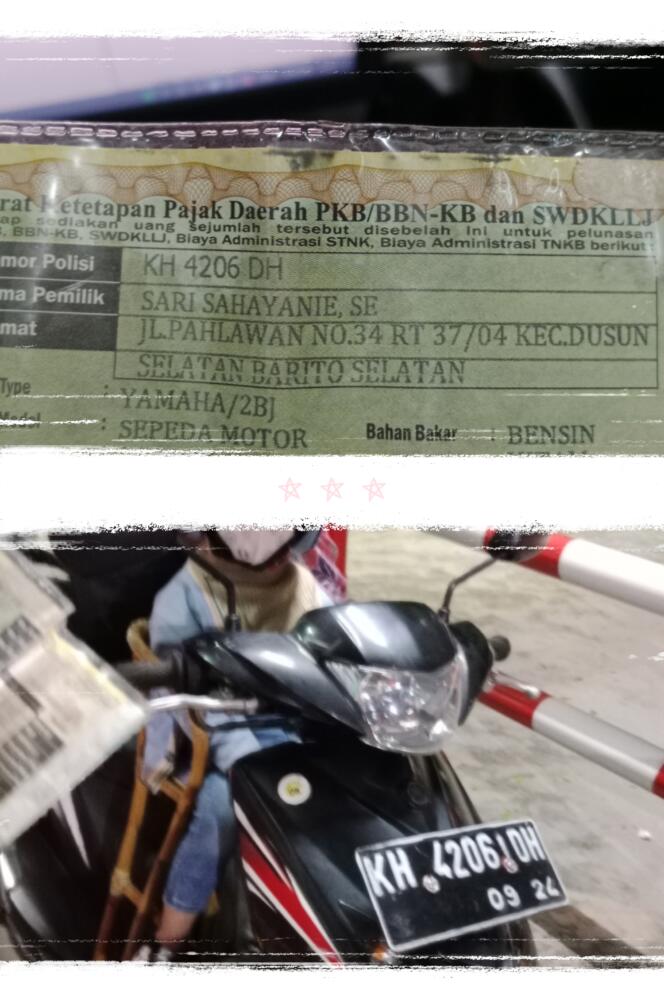 rat Ketetapan Pajak Daerah PKB/BBN-KB dan SWDKLLJ
ap sediakan uang sejumlah tersebut disebelah Ini untuk pelunasan
B, BBN-KB, SWDKLLJ, Biaya Administrasi STNK, Biaya Administrasi TNKB berikut
mor Polisi KH 4206 DH
ma Pemilik SARI SAHAYANIE, SE
mat JL.PAHLAWAN NO.34 RT 37/04 KEC.DUSUN
SELATAN BARITO SELATAN
Type : YAMAHA/2BJ
Model : SEPEDA MOTOR Bahan Bakar : BENSIN
KH 4206 DH
09 24